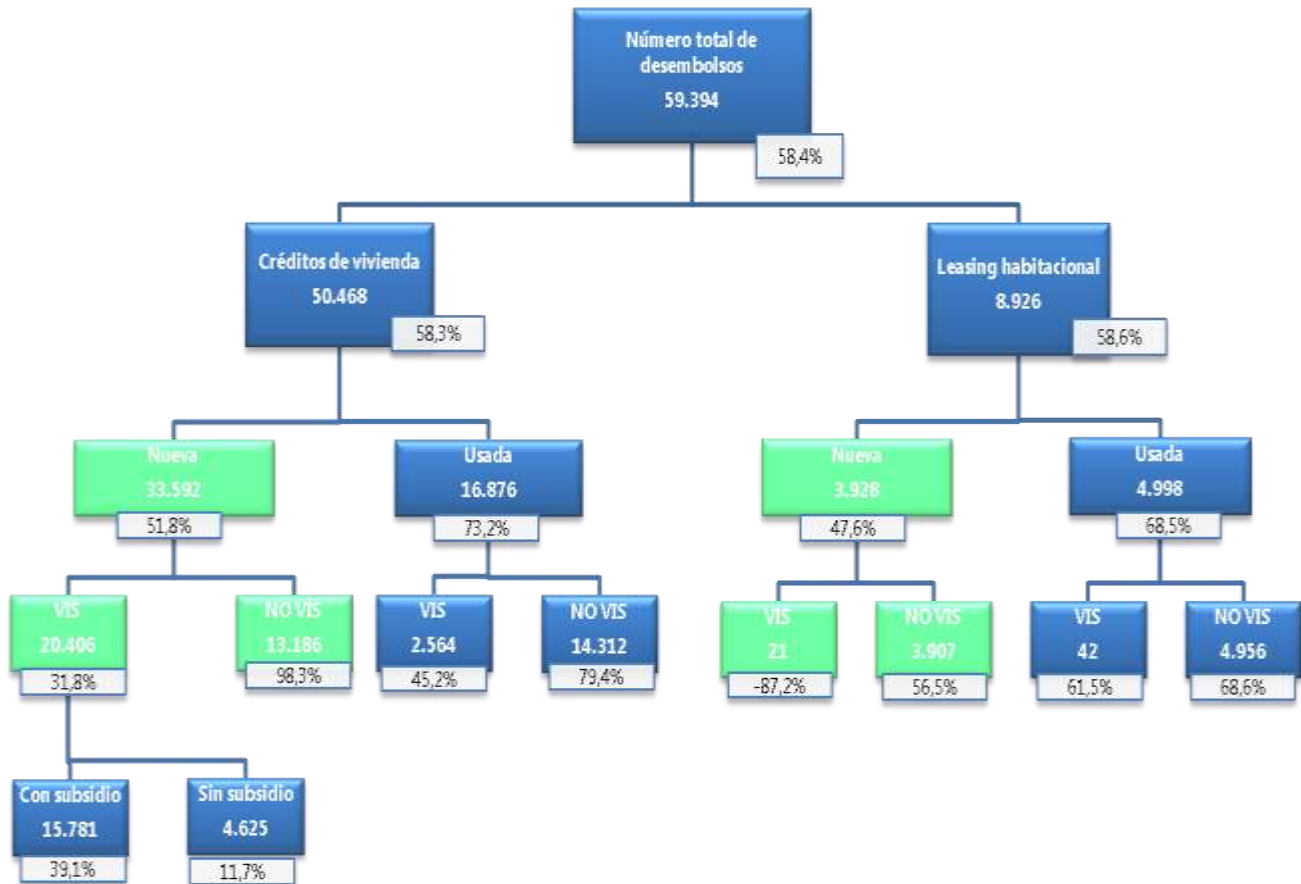 Número total de
desembolsos
59.394
58,4%
Créditos de vivienda
50.468
58,3%
Leasing habitacional
8.926
58,6%
Nueva
33.592
51,8%
Usada
16.876
73,2%
Nueva
3.928
47,6%
Usada
4.998
68,5%
VIS
20.406
31,8%
NO VIS
13.186
98,3%
VIS
2.564
45,2%
NO VIS
14.312
79,4%
VIS
21
-87,2%
NO VIS
3.907
56,5%
VIS
42
61,5%
NO VIS
4.956
68,6%
Con subsidio
15.781
39,1%
Sin subsidio
4.625
11,7%